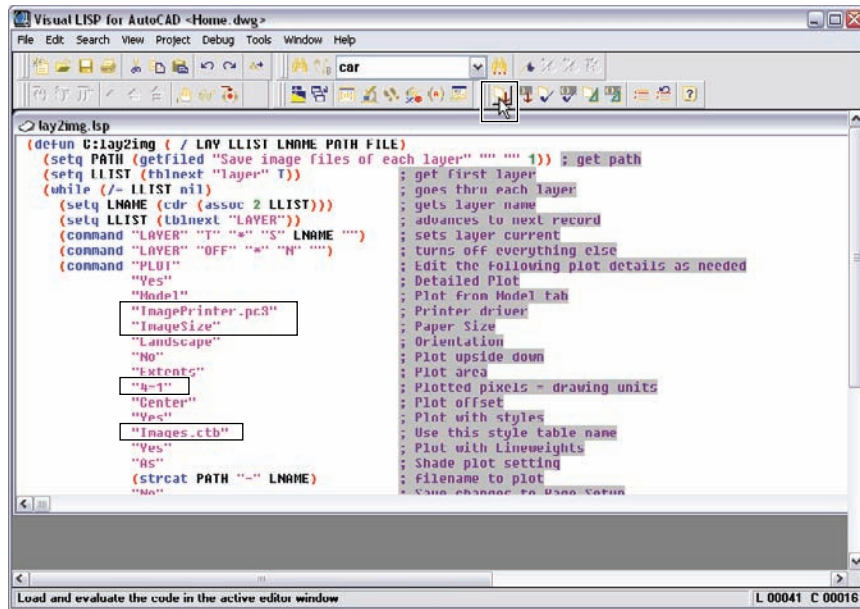 Visual LISP for AutoCAD <Home.dwg>
File Edit Search View Project Debug Tools Window Help
car
lay2img.lsp
(defun C:lay2img ( / LAY LLIST LNAME PATH FILE)
(setq PATH (getfiled "Save image files of each layer" "" "" 1)) ; get path
(setq LLIST (tblnext "layer" T)) ; get first layer
(while (/= LLIST nil) ; goes thru each layer
(setq LNAME (cdr (assoc 2 LLIST))) ; gets layer name
(setq LLIST (tblnext "LAYER")) ; advances to next record
(command "LAYER" "T" "*" "S" LNAME "") ; sets layer current
(command "LAYER" "OFF" "*" "N" "") ; turns off everything else
(command "PLOT" ; Edit the following plot details as needed
"Yes" ; Detailed Plot
"Model" ; Plot from Model tab
"ImagePrinter.pc3" ; Printer driver
"ImageSize" ; Paper Size
"Landscape" ; Orientation
"No" ; Plot upside down
"Extents" ; Plot area
"4=1" ; Plotted pixels = drawing units
"Center" ; Plot offset
"Yes" ; Plot with styles
"Images.ctb" ; Use this style table name
"Yes" ; Plot with Lineweights
"As" ; Shade plot setting
(strcat PATH "-" LNAME) ; filename to plot
"No" ; Save changes to Page Setup
Load and evaluate the code in the active editor window L 00041 C 00016